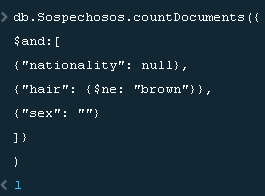 > db.Sospechosos.countDocuments({
$and:[
{"nationality": null},
{"hair": {$ne: "brown"}},
{"sex": ""}
]}
)
< 1